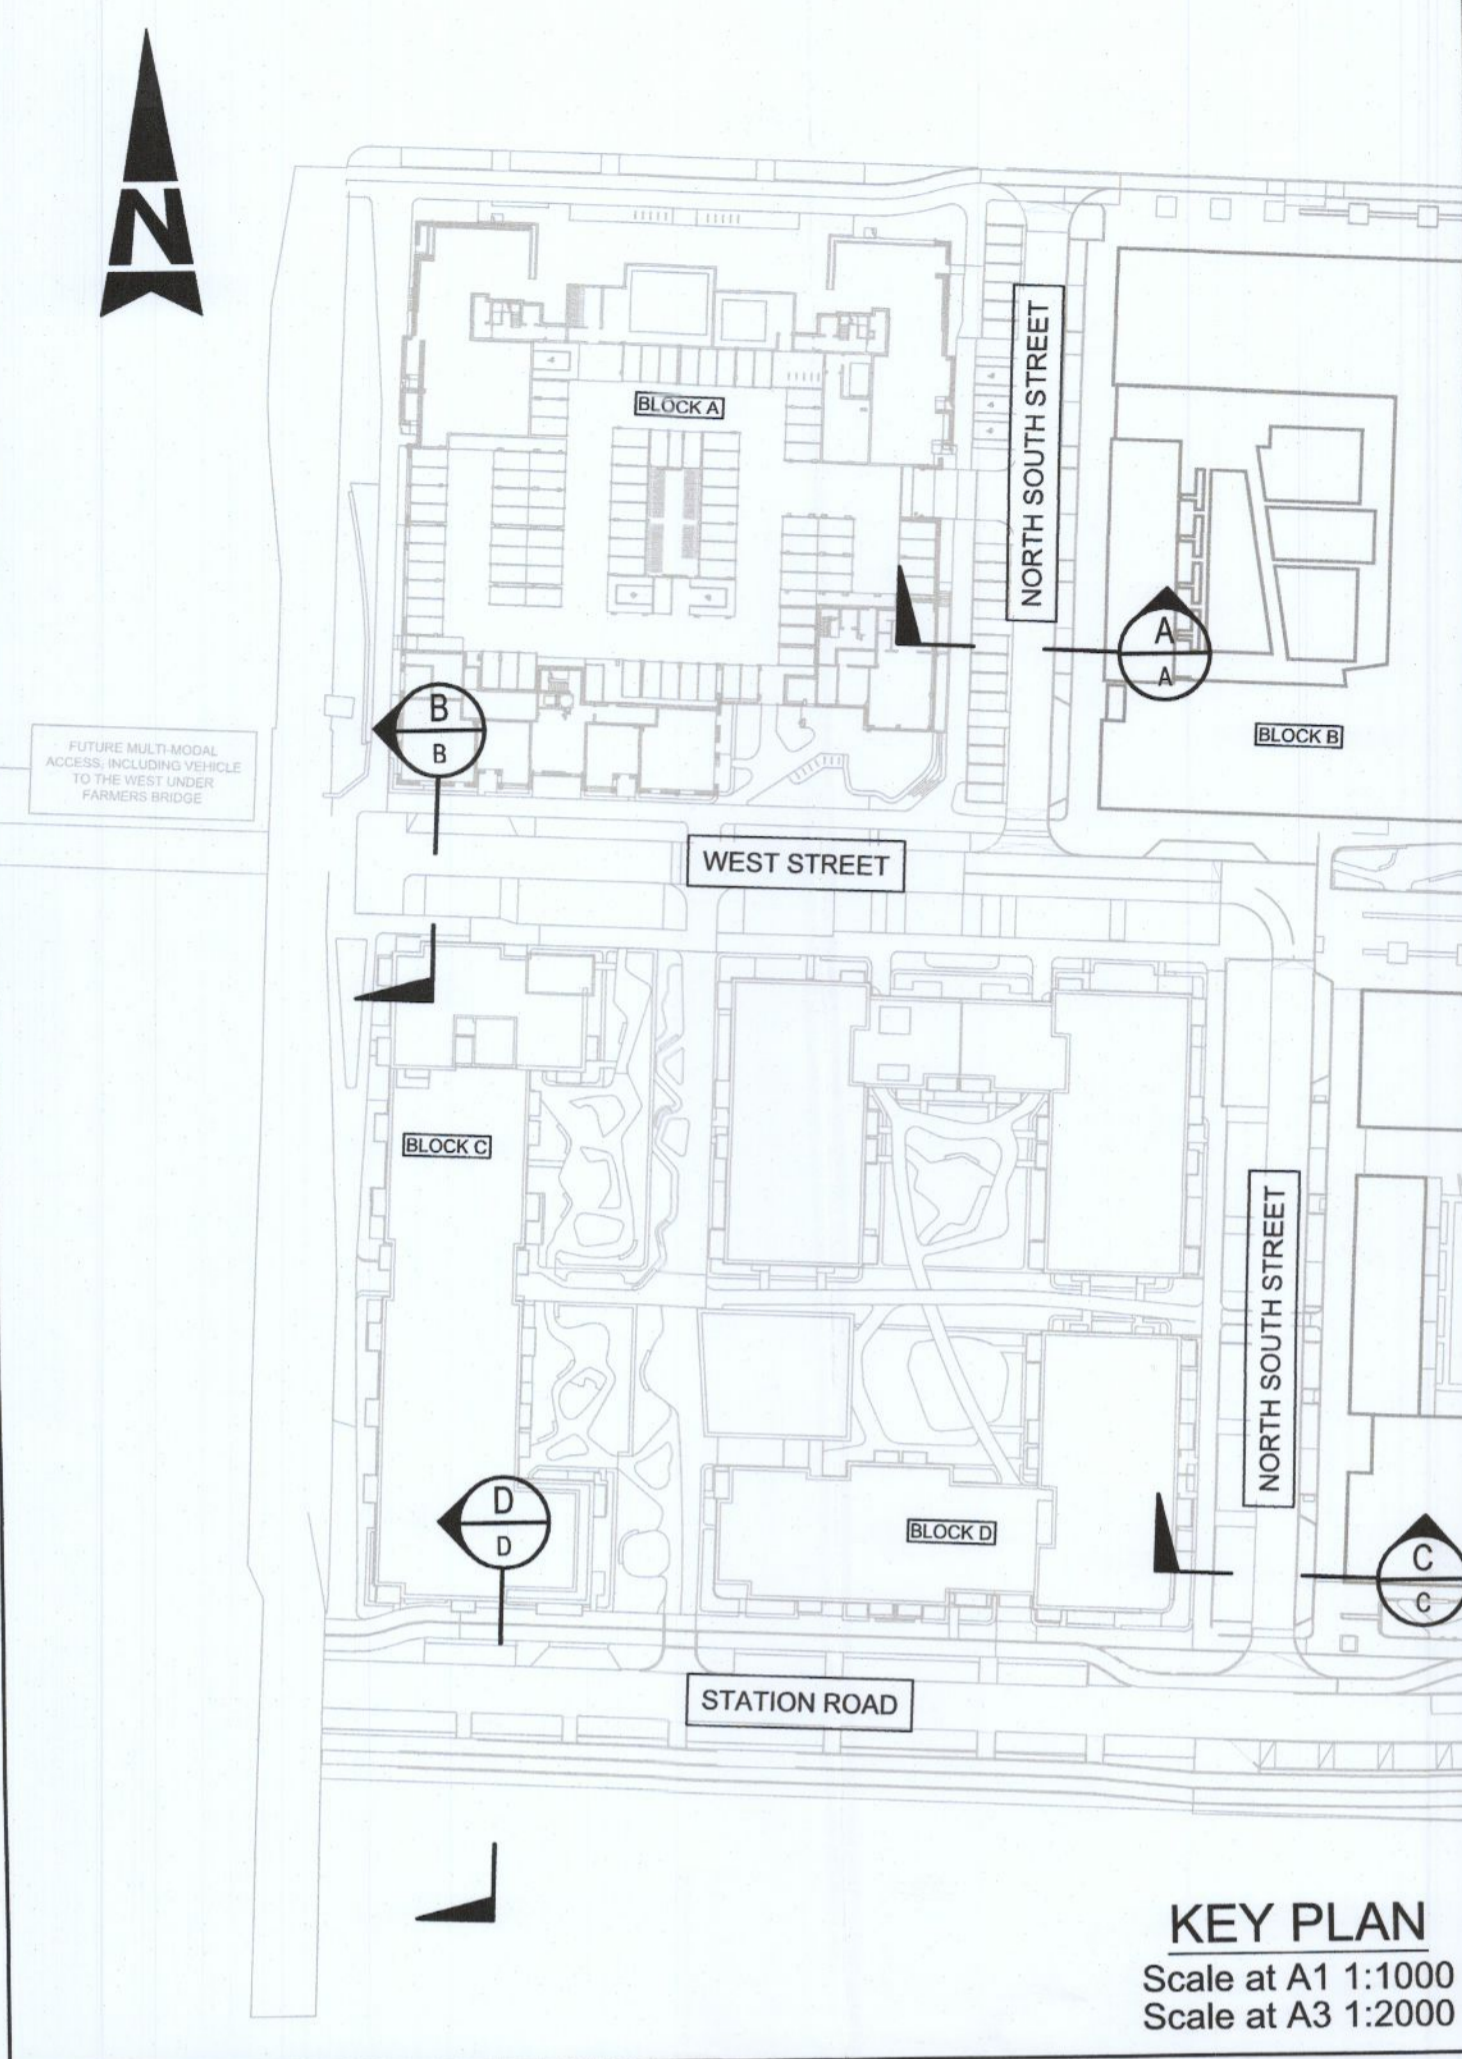 N
BLOCK A
NORTH SOUTH STREET
A
A
B
B
BLOCK B
FUTURE MULTI-MODAL
ACCESS, INCLUDING VEHICLE
TO THE WEST UNDER
FARMERS BRIDGE
WEST STREET
BLOCK C
NORTH SOUTH STREET
D
D
BLOCK D
C
C
STATION ROAD
KEY PLAN
Scale at A1 1:1000
Scale at A3 1:2000